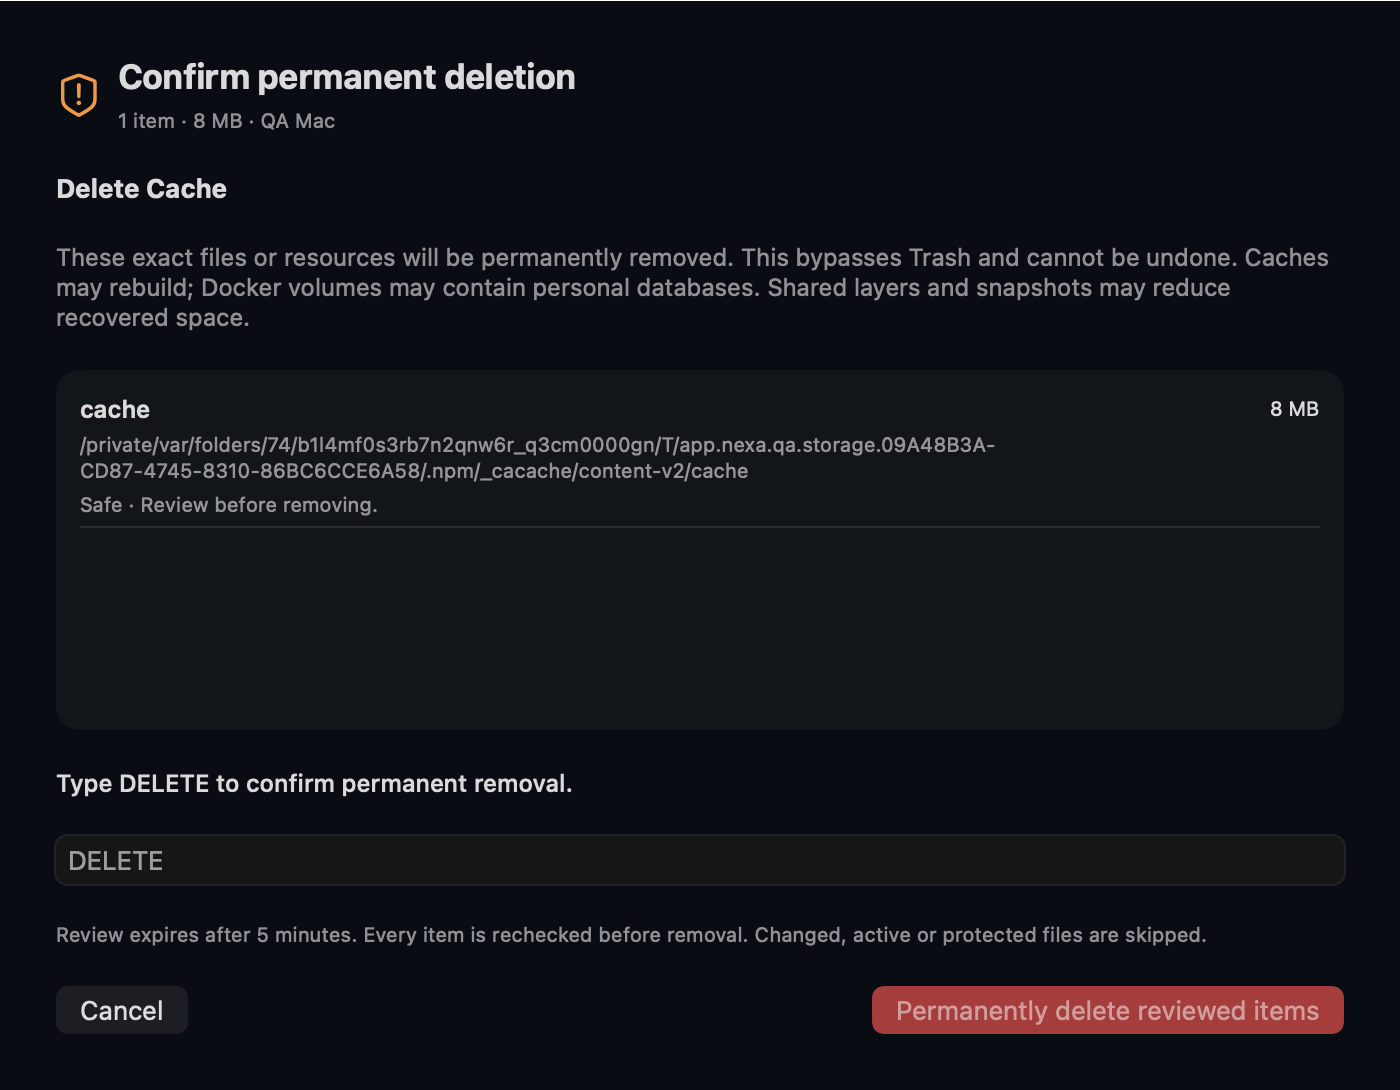 Confirm permanent deletion
1 item · 8 MB · QA Mac
Delete Cache
These exact files or resources will be permanently removed. This bypasses Trash and cannot be undone. Caches
may rebuild; Docker volumes may contain personal databases. Shared layers and snapshots may reduce
recovered space.
cache
8 MB
/private/var/folders/74/b1l4mf0s3rb7n2qnw6r_q3cm0000gn/T/app.nexa.qa.storage.09A48B3A-
CD87-4745-8310-86BC6CCE6A58/.npm/_cacache/content-v2/cache
Safe · Review before removing.
Type DELETE to confirm permanent removal.
DELETE
Review expires after 5 minutes. Every item is rechecked before removal. Changed, active or protected files are skipped.
Cancel
Permanently delete reviewed items